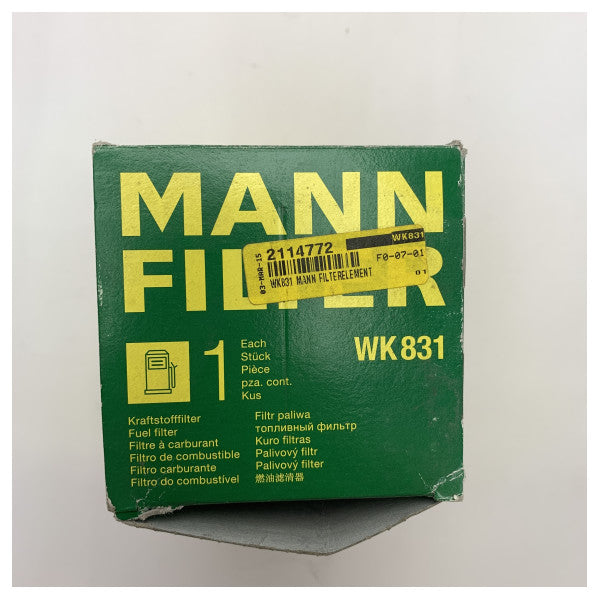 MANN
FILTER
03-MAR-15
2114772
WK831
F0-07-01
WK831 MANN FILTERELEMENT
01
1
Each
Stück
Pièce
pza. cont.
Kus
WK 831
Kraftstofffilter
Fuel filter
Filtre à carburant
Filtro de combustible
Filtro carburante
Filtro do combustível
Filtr paliwa
топливный фильтр
Kuro filtras
Palivový filtr
Palivový filter
燃油滤清器